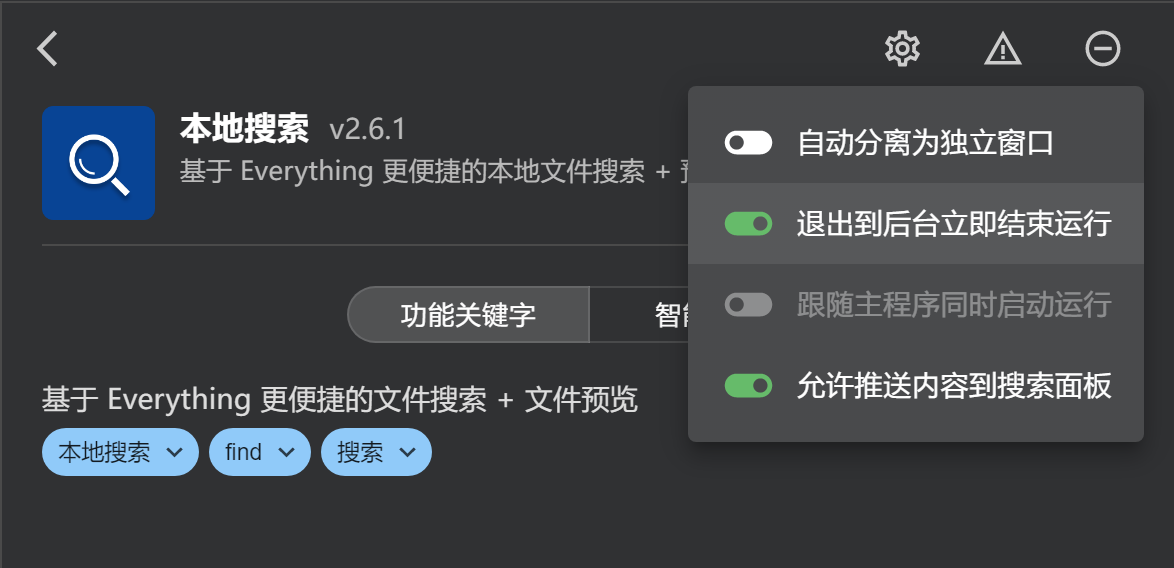 本地搜索 v2.6.1
基于 Everything 更便捷的本地文件搜索 +
自动分离为独立窗口
退出到后台立即结束运行
跟随主程序同时启动运行
允许推送内容到搜索面板
功能关键字
智
基于 Everything 更便捷的文件搜索 + 文件预览
本地搜索
find
搜索